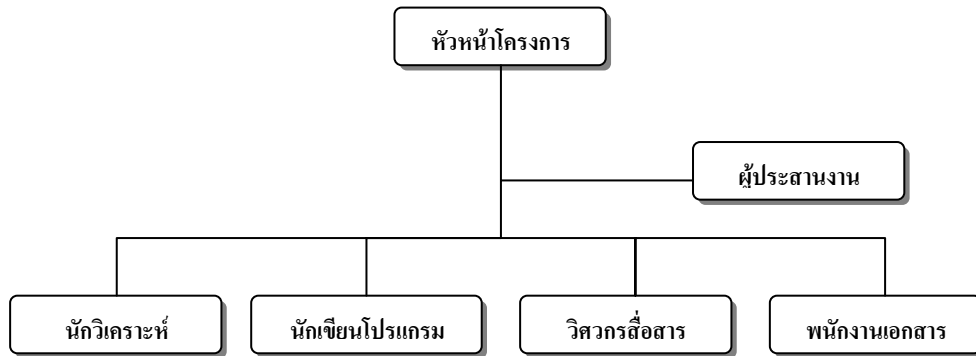 หัวหน้าโครงการ
ผู้ประสานงาน
นักวิเคราะห์
นักเขียนโปรแกรม
วิศวกรสื่อสาร
พนักงานเอกสาร